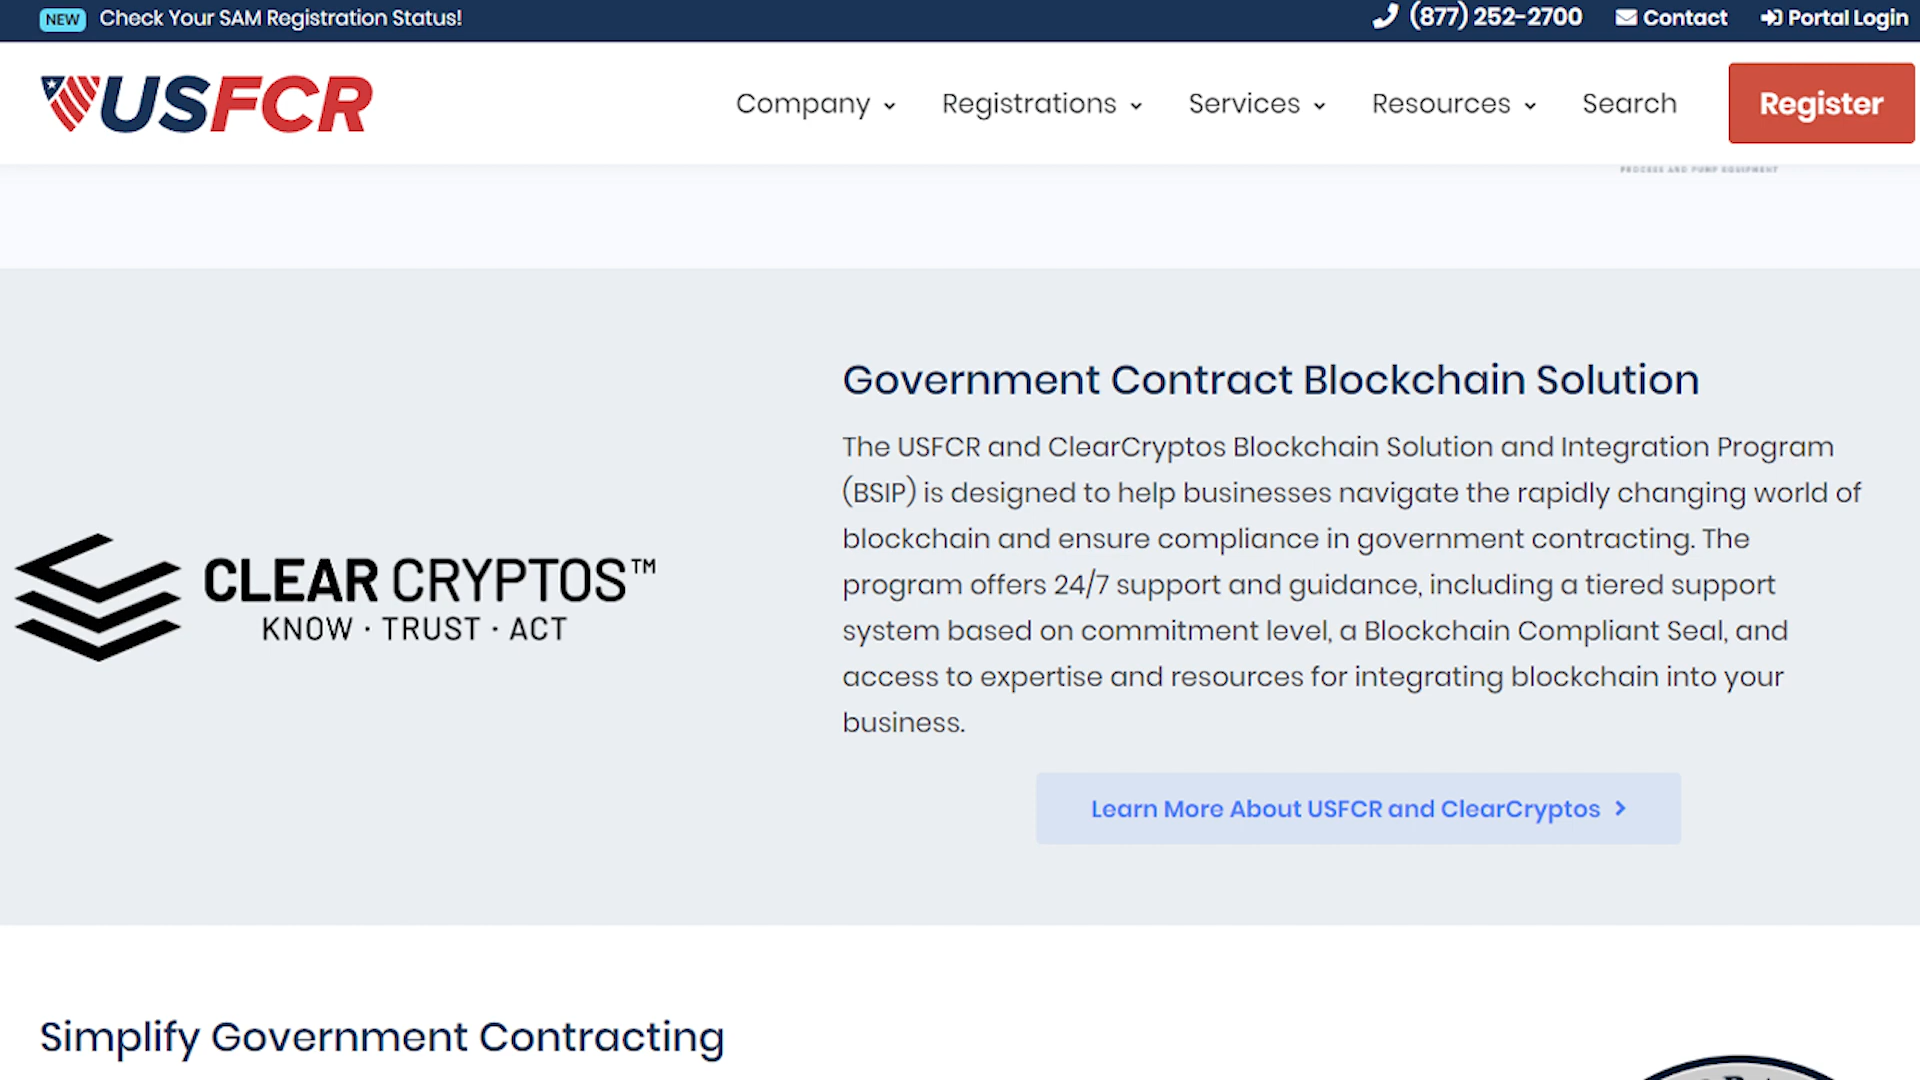 NEW Check Your SAM Registration Status!
(877) 252-2700 Contact Portal Login
USFCR
Company Registrations Services Resources Search Register
PROCESS AND PUMP EQUIPMENT
Government Contract Blockchain Solution
The USFCR and ClearCryptos Blockchain Solution and Integration Program
(BSIP) is designed to help businesses navigate the rapidly changing world of
blockchain and ensure compliance in government contracting. The
program offers 24/7 support and guidance, including a tiered support
system based on commitment level, a Blockchain Compliant Seal, and
access to expertise and resources for integrating blockchain into your
business.
CLEAR CRYPTOS™
KNOW · TRUST · ACT
Learn More About USFCR and ClearCryptos
Simplify Government Contracting